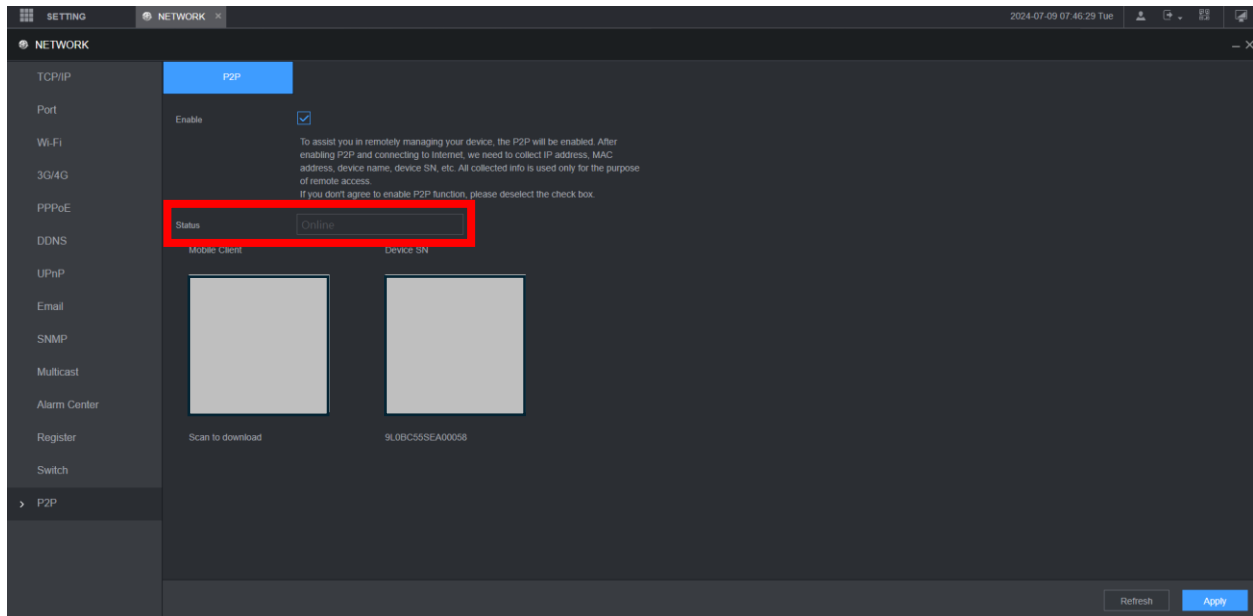 SETTING
NETWORK ×
2024-07-09 07:46:29 Tue
NETWORK
TCP/IP
Port
Wi-Fi
3G/4G
PPPoE
DDNS
UPnP
Email
SNMP
Multicast
Alarm Center
Register
Switch
P2P
P2P
Enable
To assist you in remotely managing your device, the P2P will be enabled. After
enabling P2P and connecting to Internet, we need to collect IP address, MAC
address, device name, device SN, etc. All collected info is used only for the purpose
of remote access.
If you don't agree to enable P2P function, please deselect the check box.
Status
Online
Mobile Client
Device SN
Scan to download
9L0BC55SEA00058
Refresh
Apply